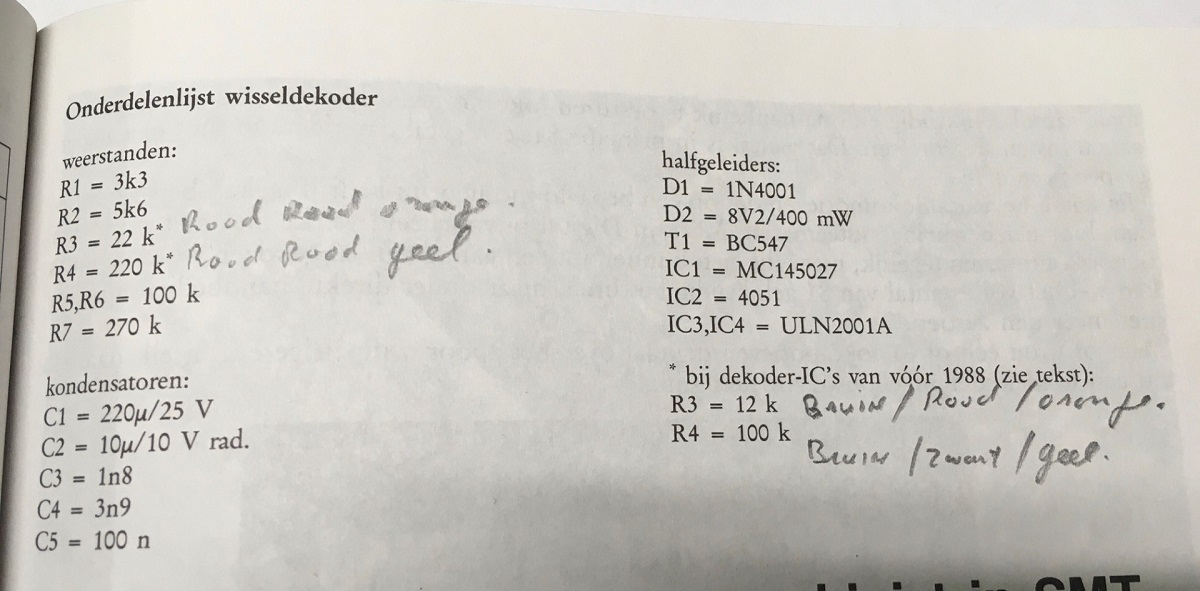 Onderdelenlijst wisseldekoder
weerstanden:
R1 = 3k3
R2 = 5k6
R3 = 22 k* Rood Rood oranje.
R4 = 220 k* Rood Rood geel.
R5,R6 = 100 k
R7 = 270 k
kondensatoren:
C1 = 220µ/25 V
C2 = 10µ/10 V rad.
C3 = 1n8
C4 = 3n9
C5 = 100 n
halfgeleiders:
D1 = 1N4001
D2 = 8V2/400 mW
T1 = BC547
IC1 = MC145027
IC2 = 4051
IC3,IC4 = ULN2001A
* bij dekoder-IC's van vóór 1988 (zie tekst):
R3 = 12 k Bruin / Rood / oranje.
R4 = 100 k
Bruin / zwart / geel.
SMT